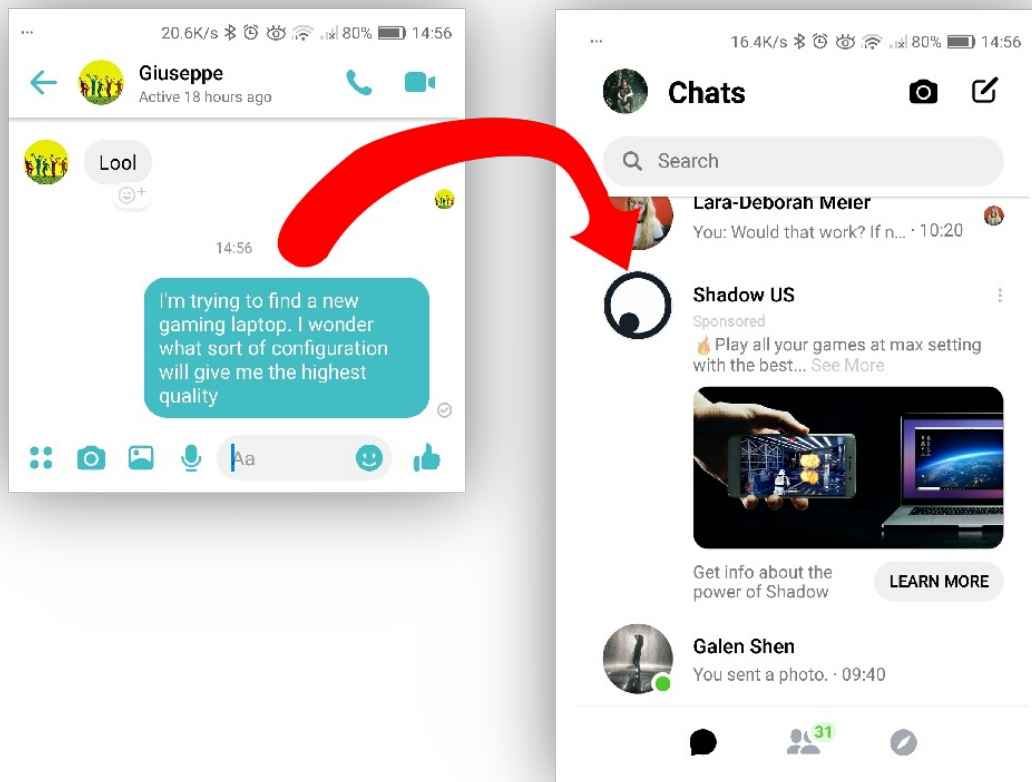 20.6K/s 80% 14:56
Giuseppe
Active 18 hours ago
Lool
14:56
I'm trying to find a new
gaming laptop. I wonder
what sort of configuration
will give me the highest
quality
Aa
16.4K/s 80% 14:56
Chats
Search
Lara-Deborah Meier
You: Would that work? If n... · 10:20
Shadow US
Sponsored
🔥Play all your games at max setting
with the best... See More
Get info about the
power of Shadow
LEARN MORE
Galen Shen
You sent a photo. · 09:40
31